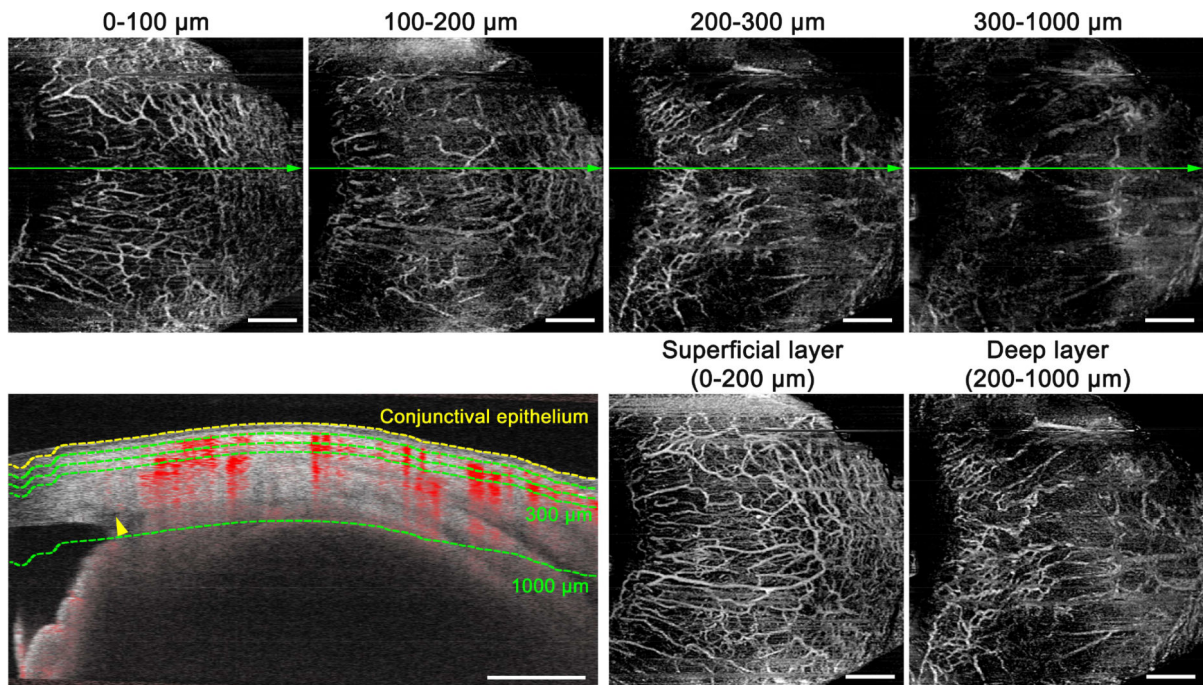 0-100 µm
100-200 µm
200-300 µm
300-1000 µm
Superficial layer
(0-200 µm)
Deep layer
(200-1000 µm)
Conjunctival epithelium
300 µm
1000 µm